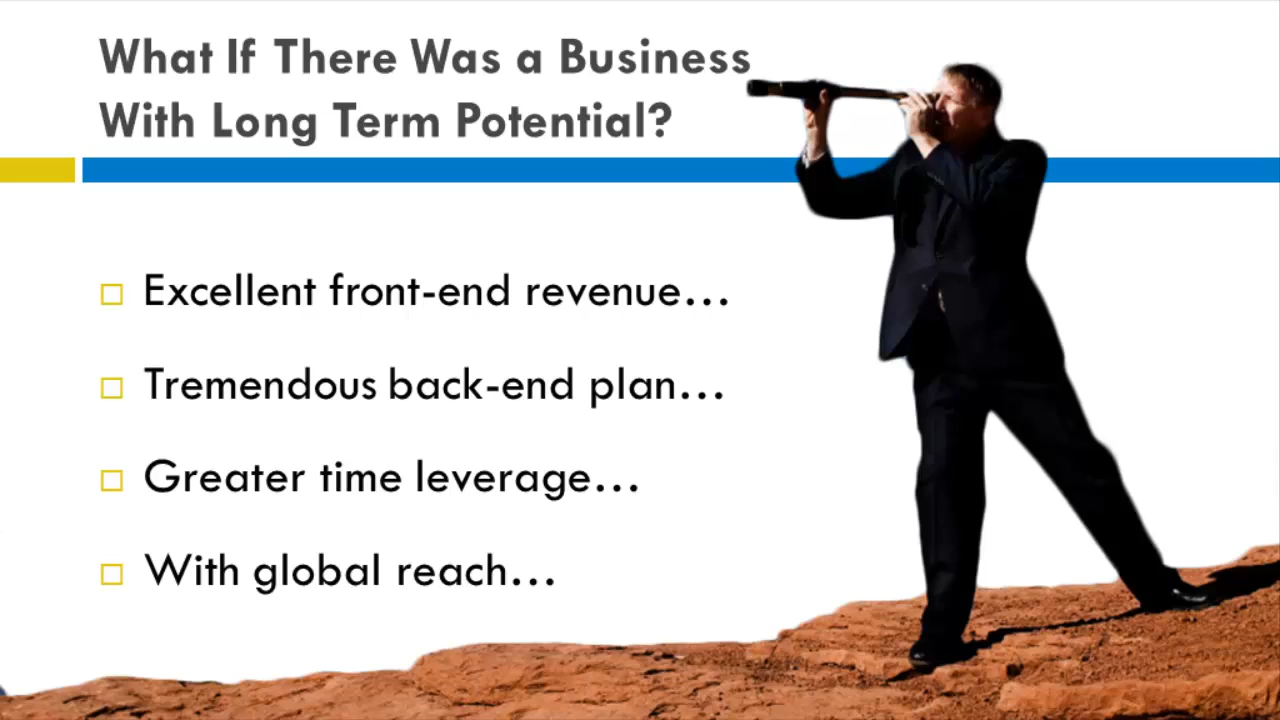 What If There Was a Business
With Long Term Potential?
Excellent front-end revenue…
Tremendous back-end plan…
Greater time leverage…
With global reach…